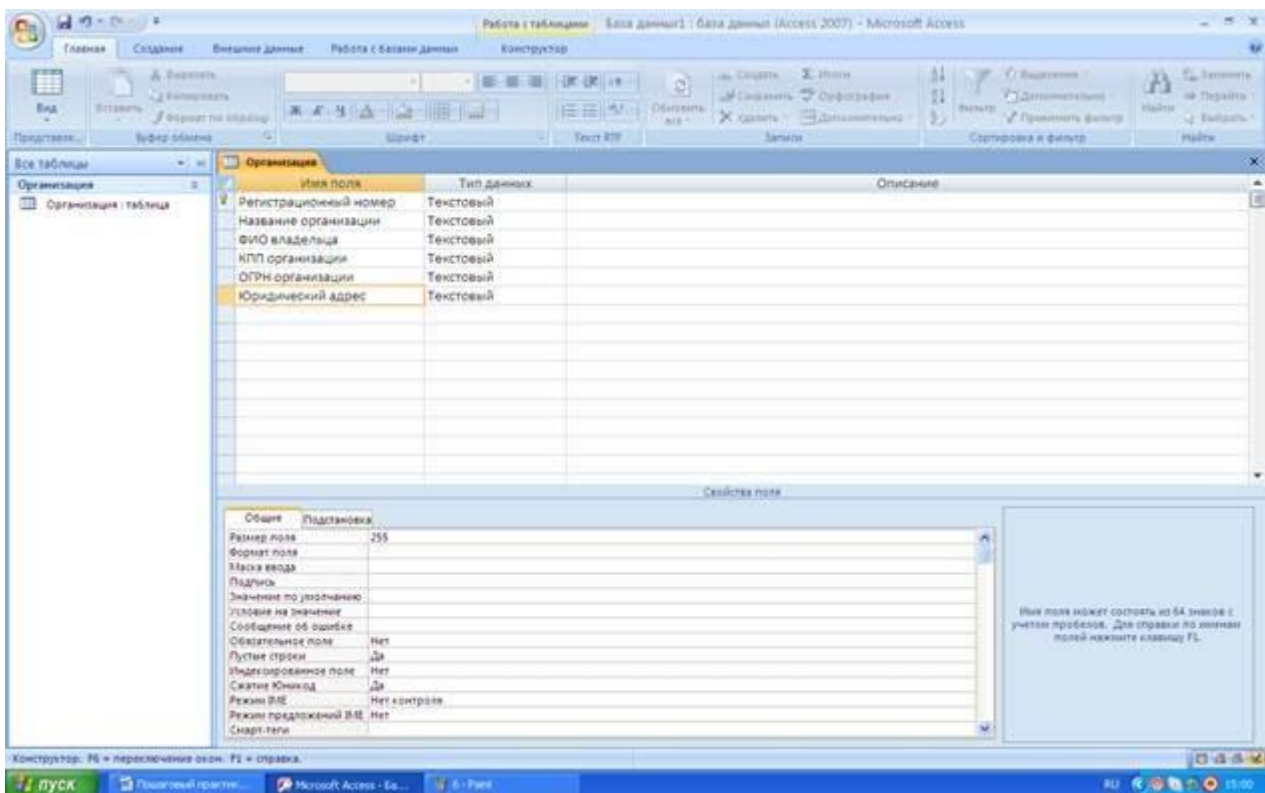 Работа с таблицами База данных1 : база данных (Access 2007) - Microsoft Access
Главная Создание Внешние данные Работа с базами данных Конструктор
Вид Вставить Вырезать Копировать Формат по образцу
Ж К Ч
Обновить все Создать Сохранить Удалить Итоги Орфография Дополнительно
Фильтр Выделение Дополнительно Применить фильтр
Найти Заменить Перейти Выбрать
Представле... Буфер обмена Шрифт Текст RTF Записи Сортировка и фильтр Найти
Все таблицы
Организация
Организация : таблица
Организация
Имя поля Тип данных Описание
Регистрационный номер Текстовый
Название организации Текстовый
ФИО владельца Текстовый
КПП организации Текстовый
ОГРН организации Текстовый
Юридический адрес Текстовый
Свойства поля
Общие Подстановка
Размер поля 255
Формат поля
Маска ввода
Подпись
Значение по умолчанию
Условие на значение
Сообщение об ошибке
Обязательное поле Нет
Пустые строки Да
Индексированное поле Нет
Сжатие Юникод Да
Режим IME Нет контроля
Режим предложений IME Нет
Смарт-теги
Имя поля может состоять из 64 знаков с
учетом пробелов. Для справки по именам
полей нажмите клавишу F1.
Конструктор. F6 = переключение окон. F1 = справка.
пуск Пошаговый практи... Microsoft Access - Ба... 6 - Paint RU 15:00